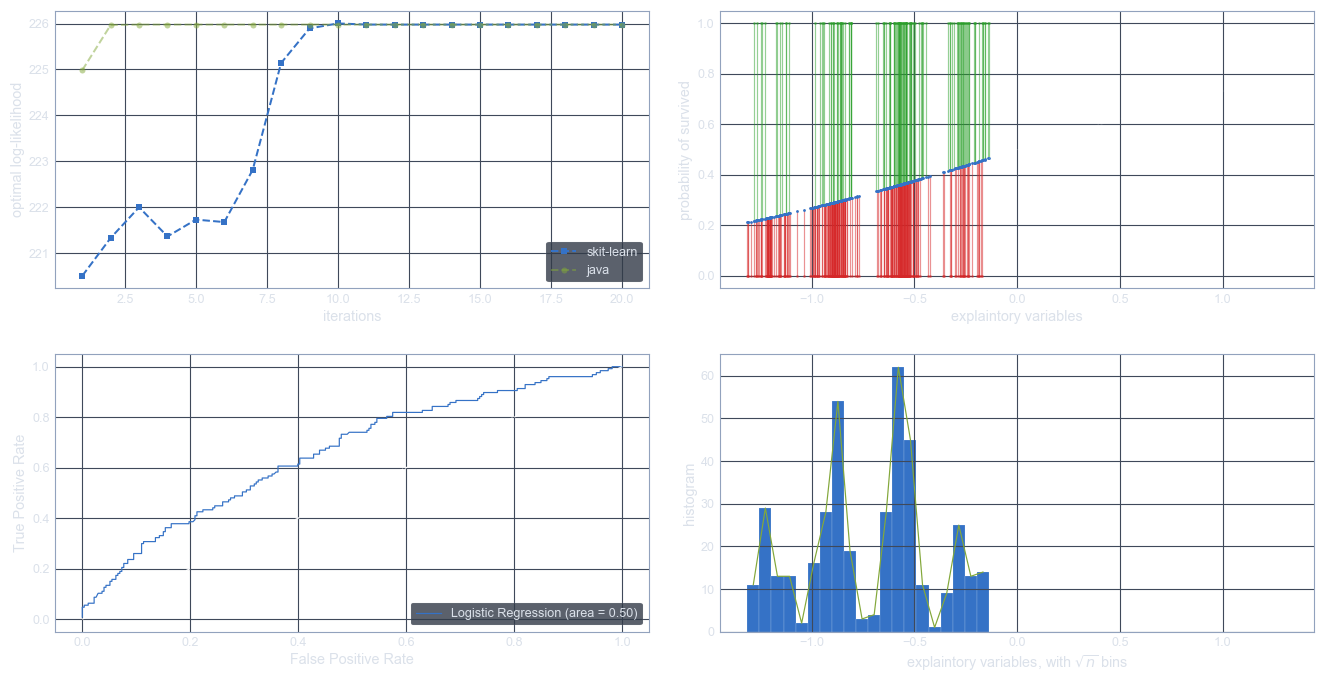 226
225
224
223
222
221
optimal log-likelihood
skit-learn
java
2.5 5.0 7.5 10.0 12.5 15.0 17.5 20.0
iterations
1.0
0.8
0.6
0.4
0.2
0.0
probability of survived
−1.0 −0.5 0.0 0.5 1.0
explaintory variables
1.0
0.8
0.6
0.4
0.2
0.0
True Positive Rate
Logistic Regression (area = 0.50)
0.0 0.2 0.4 0.6 0.8 1.0
False Positive Rate
60
50
40
30
20
10
0
histogram
−1.0 −0.5 0.0 0.5 1.0
explaintory variables, with √n bins